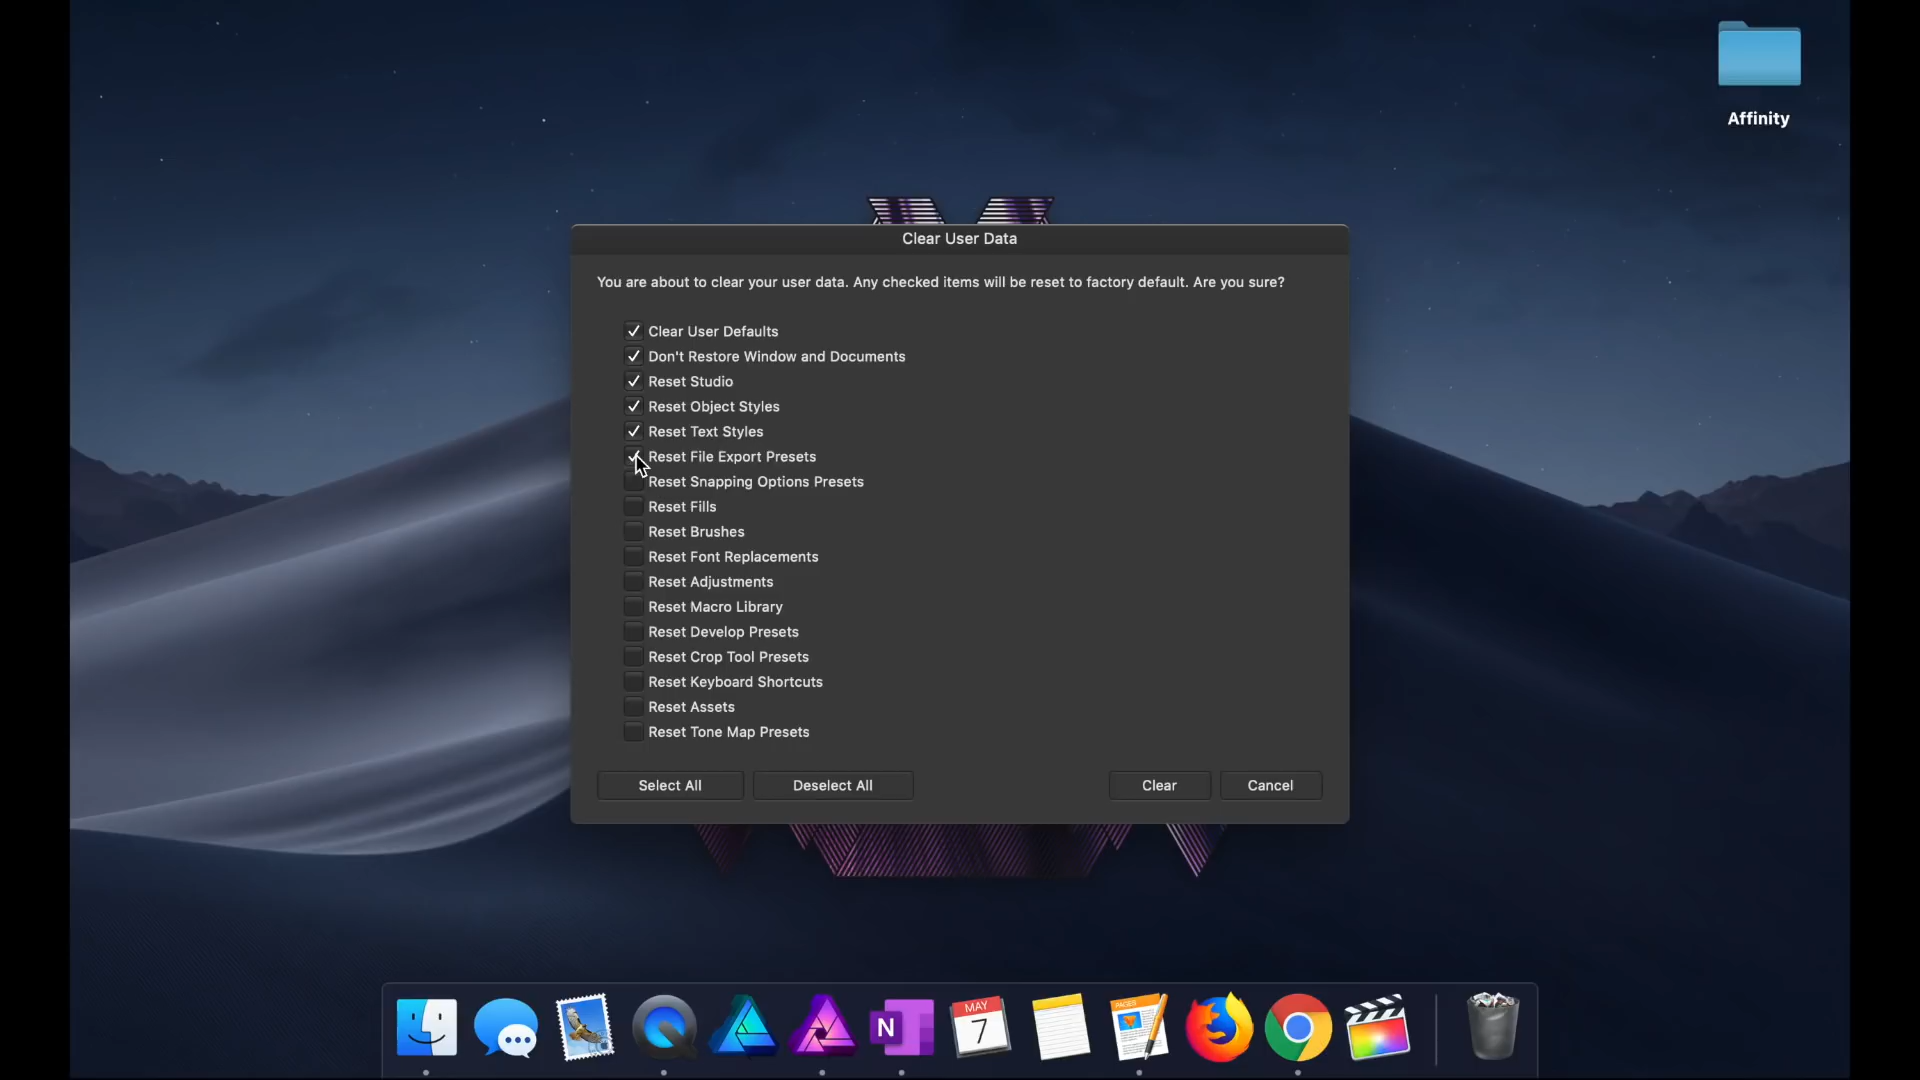 Affinity
Clear User Data
You are about to clear your user data. Any checked items will be reset to factory default. Are you sure?
Clear User Defaults
Don't Restore Window and Documents
Reset Studio
Reset Object Styles
Reset Text Styles
Reset File Export Presets
Reset Snapping Options Presets
Reset Fills
Reset Brushes
Reset Font Replacements
Reset Adjustments
Reset Macro Library
Reset Develop Presets
Reset Crop Tool Presets
Reset Keyboard Shortcuts
Reset Assets
Reset Tone Map Presets
Select All Deselect All Clear Cancel
N
MAY
7
PAGES